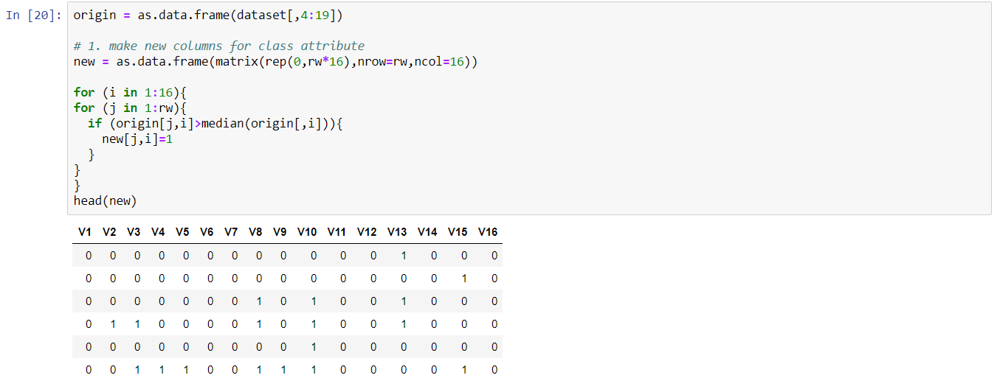 In [20]: origin = as.data.frame(dataset[,4:19])
# 1. make new columns for class attribute
new = as.data.frame(matrix(rep(0,rw*16),nrow=rw,ncol=16))
for (i in 1:16){
for (j in 1:rw){
  if (origin[j,i]>median(origin[,i])){
    new[j,i]=1
  }
}
}
head(new)
V1 V2 V3 V4 V5 V6 V7 V8 V9 V10 V11 V12 V13 V14 V15 V16
0 0 0 0 0 0 0 0 0 0 0 0 1 0 0 0
0 0 0 0 0 0 0 0 0 0 0 0 0 0 1 0
0 0 0 0 0 0 0 1 0 1 0 0 1 0 0 0
0 1 1 0 0 0 0 1 0 1 0 0 1 0 0 0
0 0 0 0 0 0 0 0 0 1 0 0 0 0 0 0
0 0 1 1 1 0 0 1 1 1 0 0 0 0 1 0